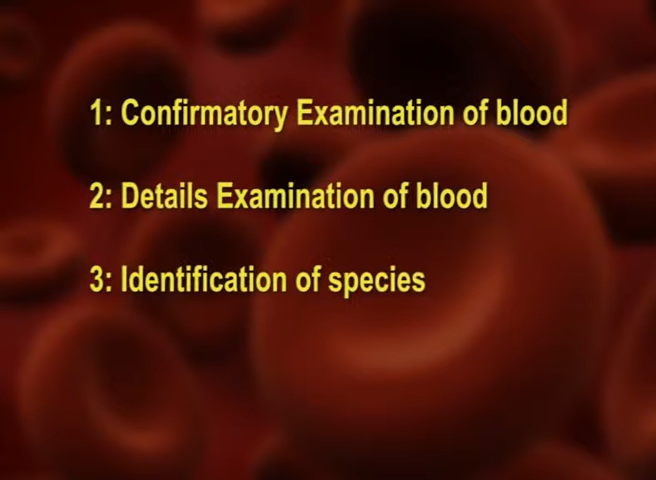 1: Confirmatory Examination of blood
2: Details Examination of blood
3: Identification of species